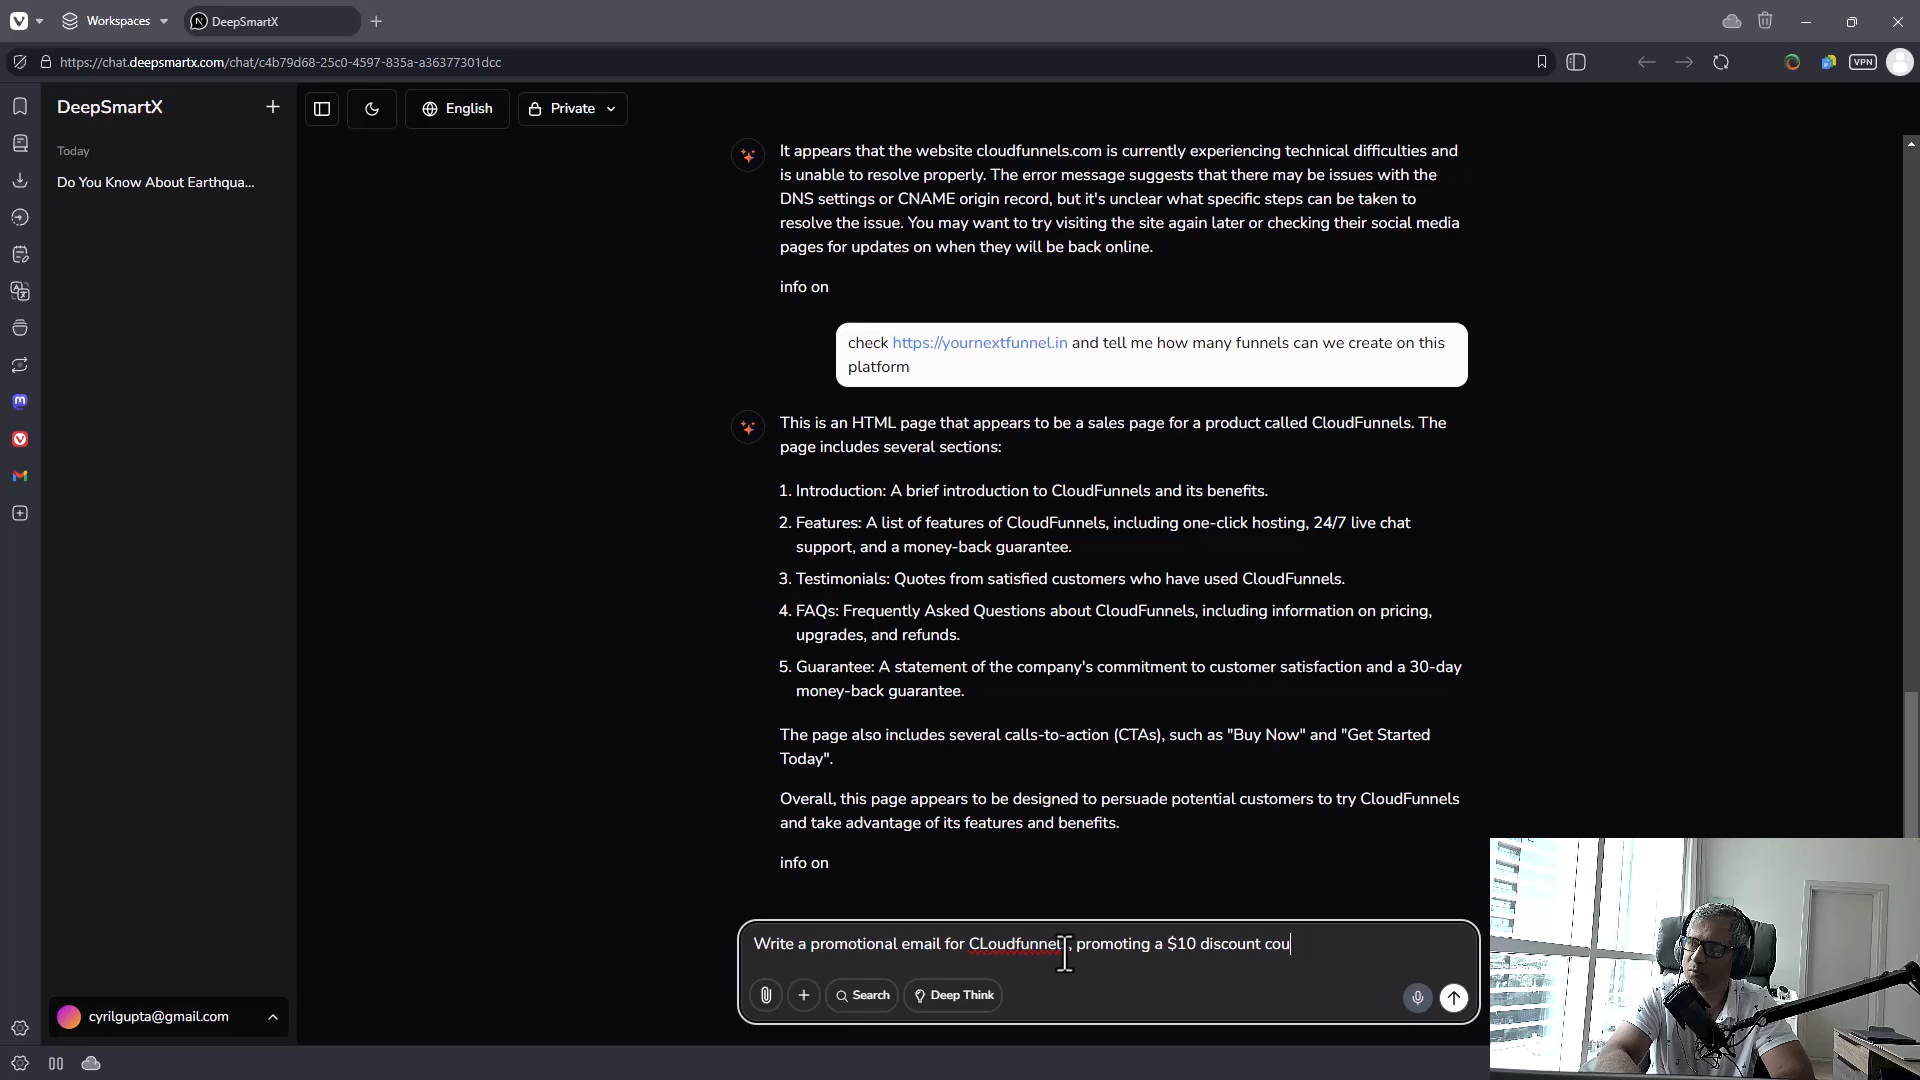 Workspaces
DeepSmartX
https://chat.deepsmartx.com/chat/c4b79d68-25c0-4597-835a-a36377301dcc
VPN
DeepSmartX
English
Private
Today
Do You Know About Earthqua...
It appears that the website cloudfunnels.com is currently experiencing technical difficulties and
is unable to resolve properly. The error message suggests that there may be issues with the
DNS settings or CNAME origin record, but it's unclear what specific steps can be taken to
resolve the issue. You may want to try visiting the site again later or checking their social media
pages for updates on when they will be back online.
info on
check https://yournextfunnel.in and tell me how many funnels can we create on this
platform
This is an HTML page that appears to be a sales page for a product called CloudFunnels. The
page includes several sections:
1. Introduction: A brief introduction to CloudFunnels and its benefits.
2. Features: A list of features of CloudFunnels, including one-click hosting, 24/7 live chat
support, and a money-back guarantee.
3. Testimonials: Quotes from satisfied customers who have used CloudFunnels.
4. FAQs: Frequently Asked Questions about CloudFunnels, including information on pricing,
upgrades, and refunds.
5. Guarantee: A statement of the company's commitment to customer satisfaction and a 30-day
money-back guarantee.
The page also includes several calls-to-action (CTAs), such as "Buy Now" and "Get Started
Today".
Overall, this page appears to be designed to persuade potential customers to try CloudFunnels
and take advantage of its features and benefits.
info on
Write a promotional email for , promoting a $10 discount cou
Search
Deep Think
cyrilgupta@gmail.com